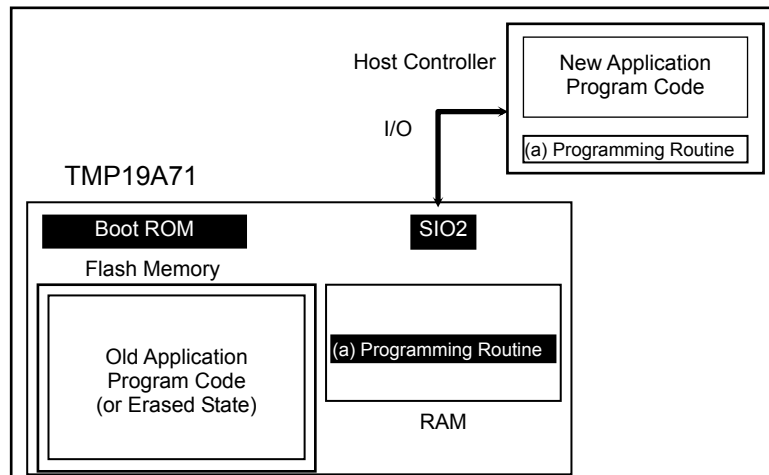 Host Controller
New Application
Program Code
I/O
(a) Programming Routine
TMP19A71
Boot ROM
SIO2
Flash Memory
Old Application
Program Code
(or Erased State)
(a) Programming Routine
RAM